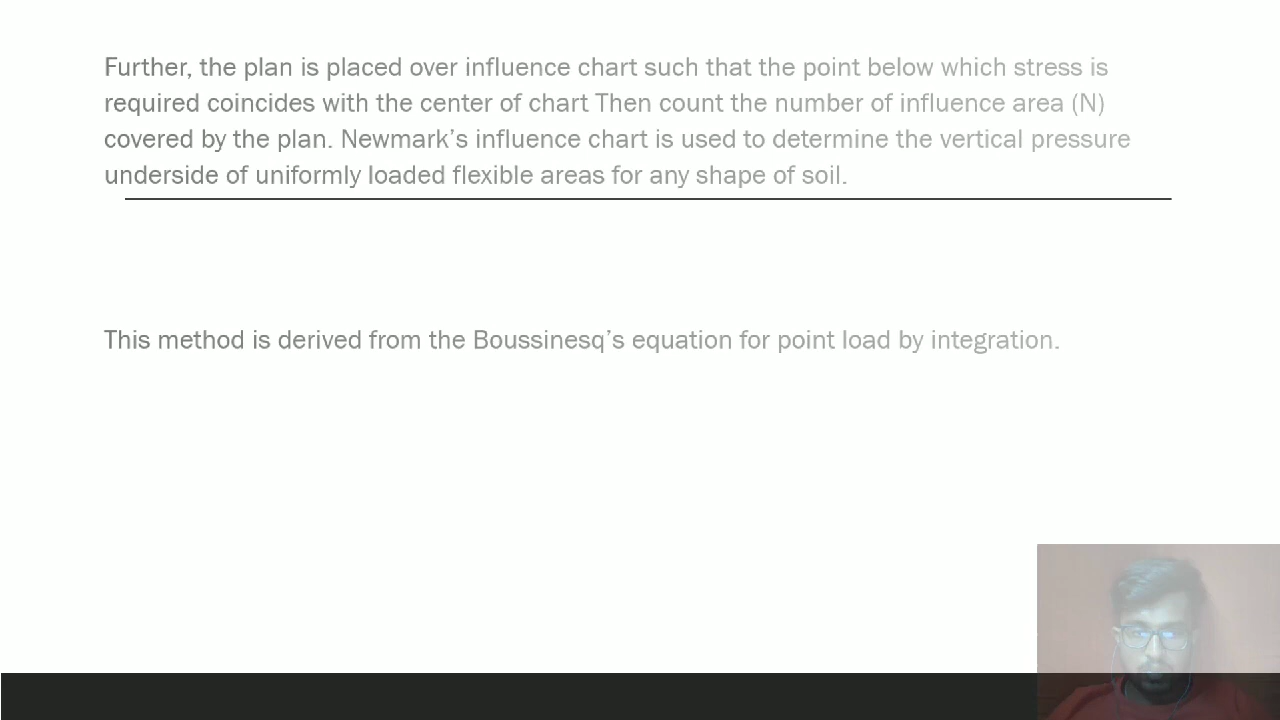 Further, the plan is placed over influence chart such that the point below which stress is
required coincides with the center of chart Then count the number of influence area (N)
covered by the plan. Newmark’s influence chart is used to determine the vertical pressure
underside of uniformly loaded flexible areas for any shape of soil.
This method is derived from the Boussinesq’s equation for point load by integration.